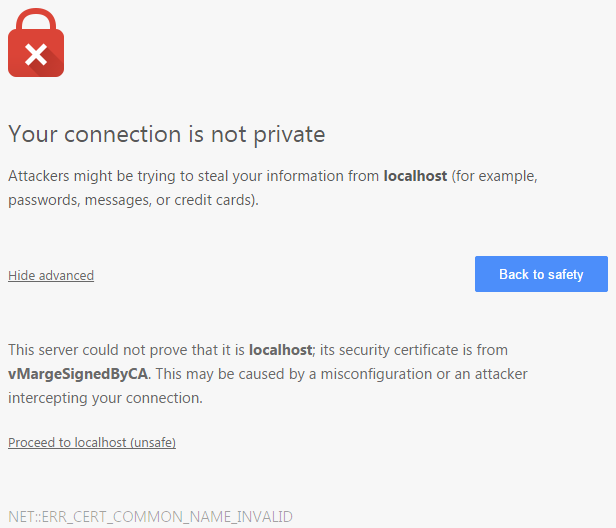 Your connection is not private
Attackers might be trying to steal your information from localhost (for example,
passwords, messages, or credit cards).
Hide advanced
Back to safety
This server could not prove that it is localhost; its security certificate is from
vMargeSignedByCA. This may be caused by a misconfiguration or an attacker
intercepting your connection.
Proceed to localhost (unsafe)
NET::ERR_CERT_COMMON_NAME_INVALID